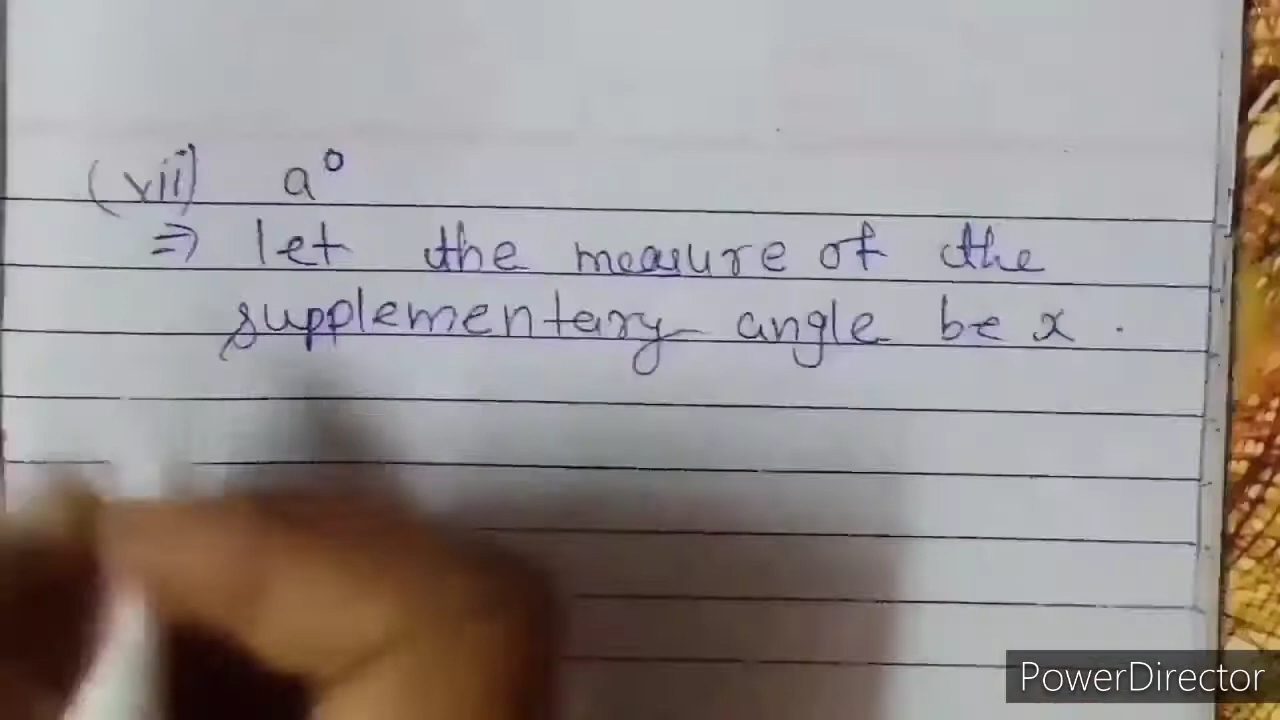 (vii) a°
⇒ let the measure of the
supplementary angle be x .
PowerDirector